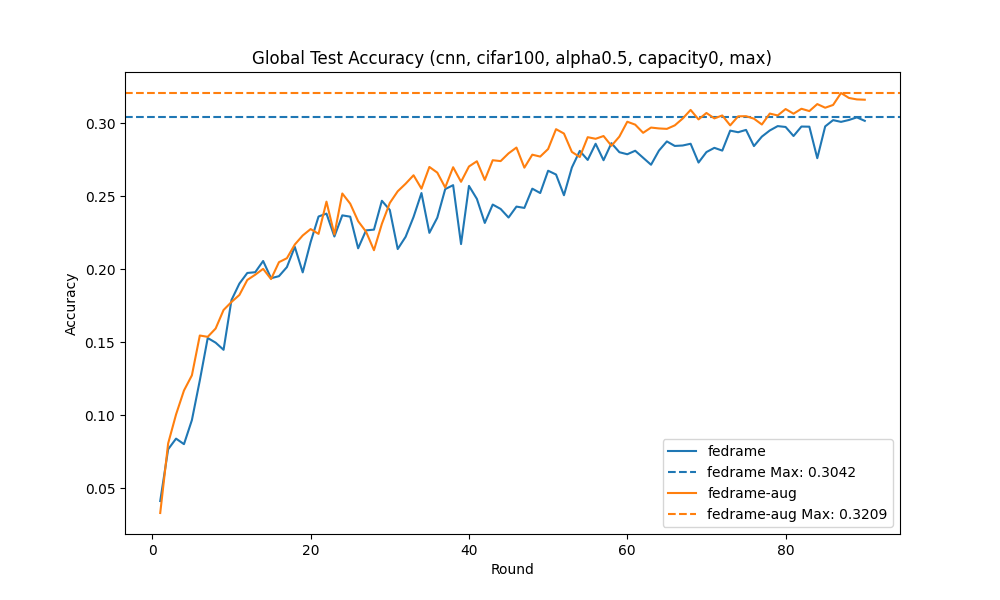 Global Test Accuracy (cnn, cifar100, alpha0.5, capacity0, max)
Accuracy
0.30
0.25
0.20
0.15
0.10
0.05
fedrame
fedrame Max: 0.3042
fedrame-aug
fedrame-aug Max: 0.3209
0
20
40
60
80
Round